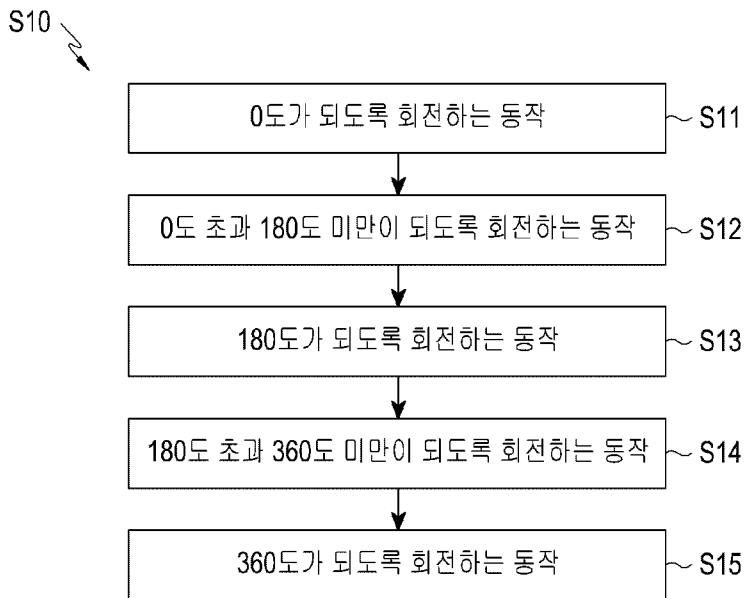 S10
0도가 되도록 회전하는 동작 S11
0도 초과 180도 미만이 되도록 회전하는 동작 S12
180도가 되도록 회전하는 동작 S13
180도 초과 360도 미만이 되도록 회전하는 동작 S14
360도가 되도록 회전하는 동작 S15